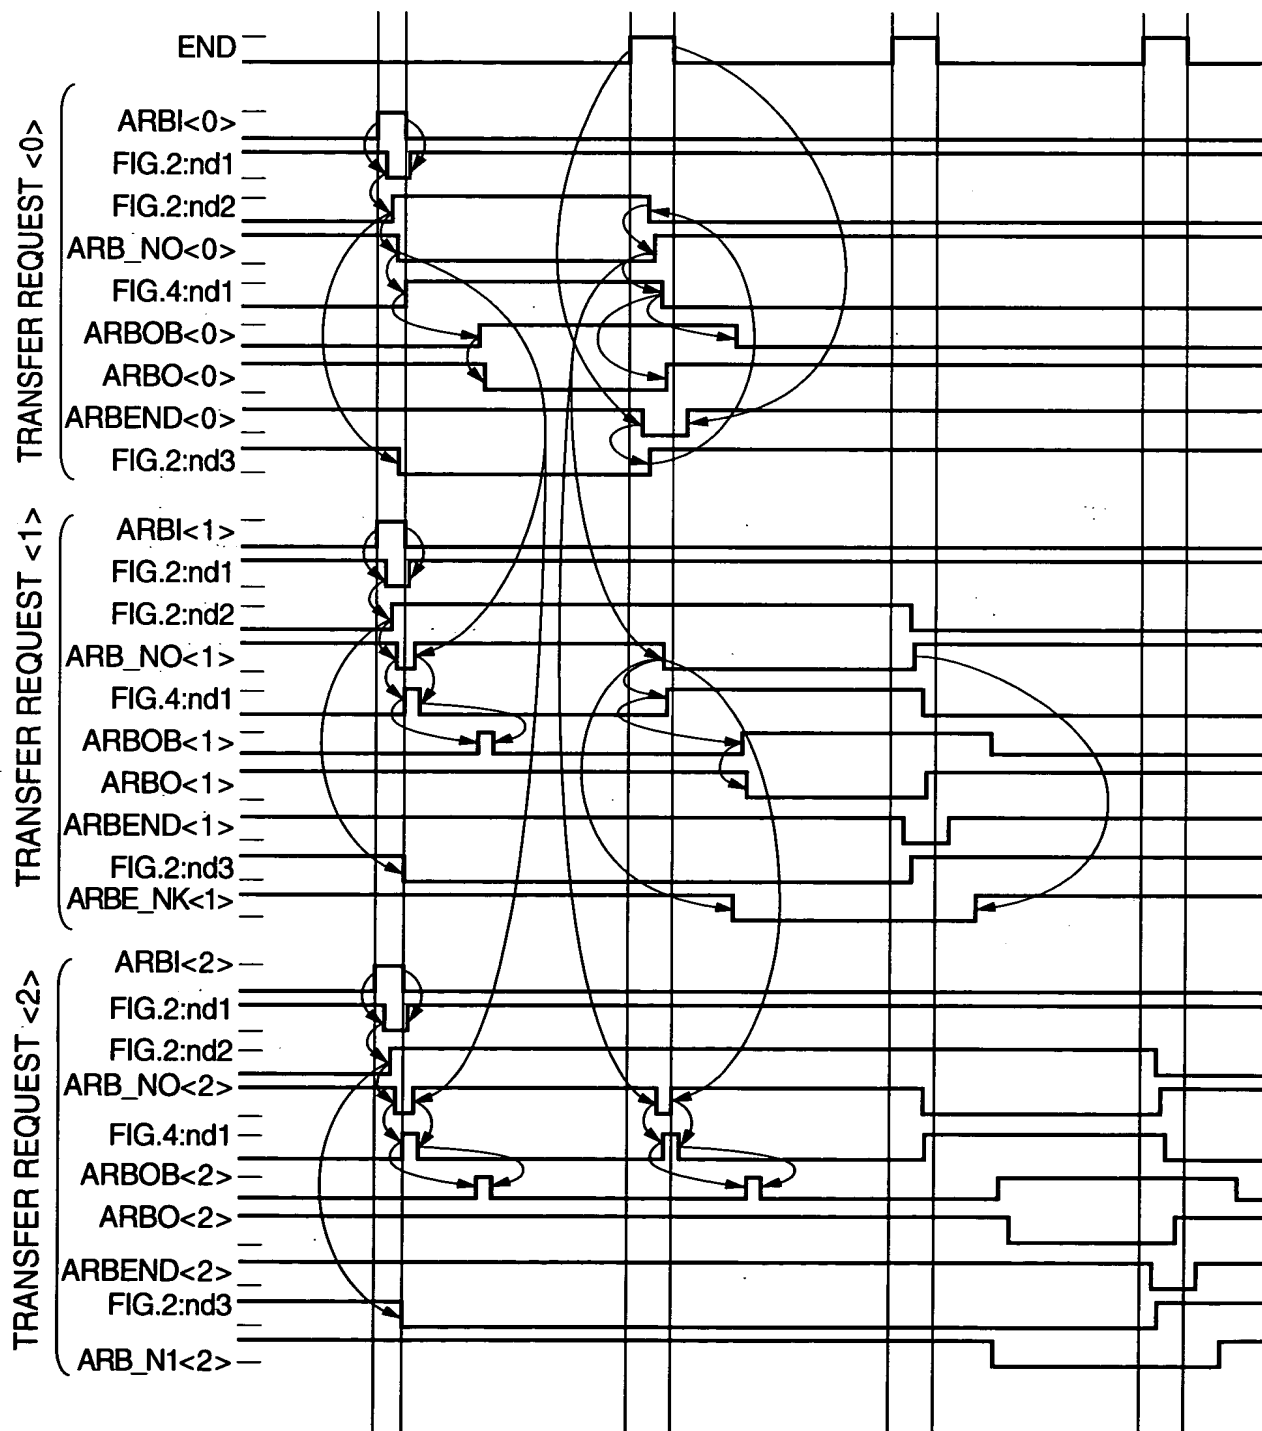 END
TRANSFER REQUEST <0>
ARBI<0>
FIG.2:nd1
FIG.2:nd2
ARB_NO<0>
FIG.4:nd1
ARBOB<0>
ARBO<0>
ARBEND<0>
FIG.2:nd3
TRANSFER REQUEST <1>
ARBI<1>
FIG.2:nd1
FIG.2:nd2
ARB_NO<1>
FIG.4:nd1
ARBOB<1>
ARBO<1>
ARBEND<1>
FIG.2:nd3
ARBE_NK<1>
TRANSFER REQUEST <2>
ARBI<2>
FIG.2:nd1
FIG.2:nd2
ARB_NO<2>
FIG.4:nd1
ARBOB<2>
ARBO<2>
ARBEND<2>
FIG.2:nd3
ARB_N1<2>